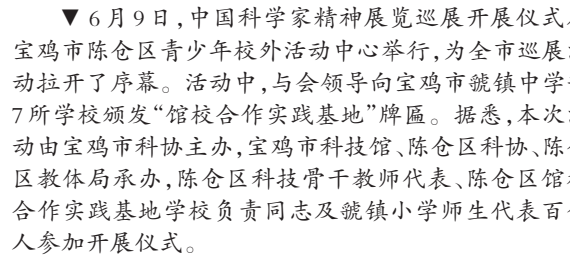 ▼6月9日,中国科学家精神展览巡展开展仪式
宝鸡市陈仓区青少年校外活动中心举行,为全市巡展
动拉开了序幕。活动中,与会领导向宝鸡市虢镇中学
7所学校颁发“馆校合作实践基地”牌匾。据悉,本次
动由宝鸡市科协主办,宝鸡市科技馆、陈仓区科协、陈
区教体局承办,陈仓区科技骨干教师代表、陈仓区馆
合作实践基地学校负责同志及虢镇小学师生代表百
人参加开展仪式。